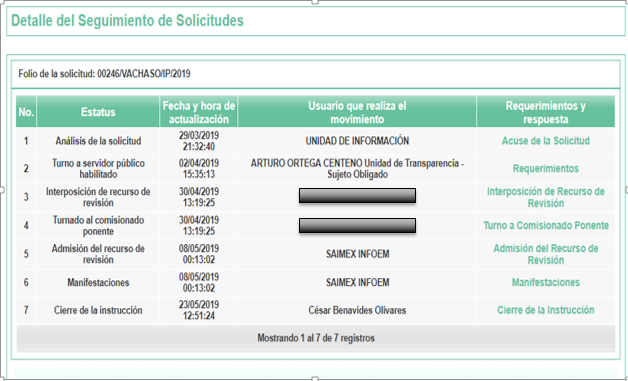 Detalle del Seguimiento de Solicitudes
Folio de la solicitud: 00246/VACHASO/IP/2019
No. Estatus Fecha y hora de actualización Usuario que realiza el movimiento Requerimientos y respuesta
1 Análisis de la solicitud 29/03/2019 21:32:40 UNIDAD DE INFORMACIÓN Acuse de la Solicitud
2 Turno a servidor público habilitado 02/04/2019 15:35:13 ARTURO ORTEGA CENTENO Unidad de Transparencia - Sujeto Obligado Requerimientos
3 Interposición de recurso de revisión 30/04/2019 13:19:25 Interposición de Recurso de Revisión
4 Turnado al comisionado ponente 30/04/2019 13:19:25 Turno a Comisionado Ponente
5 Admisión del recurso de revisión 08/05/2019 00:13:02 SAIMEX INFOEM Admisión del Recurso de Revisión
6 Manifestaciones 08/05/2019 00:13:02 SAIMEX INFOEM Manifestaciones
7 Cierre de la instrucción 23/05/2019 12:51:24 César Benavides Olivares Cierre de la Instrucción
Mostrando 1 al 7 de 7 registros